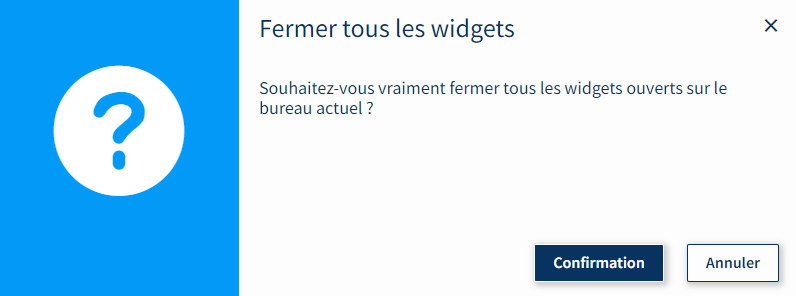 Fermer tous les widgets
Souhaitez-vous vraiment fermer tous les widgets ouverts sur le
bureau actuel ?
Confirmation
Annuler